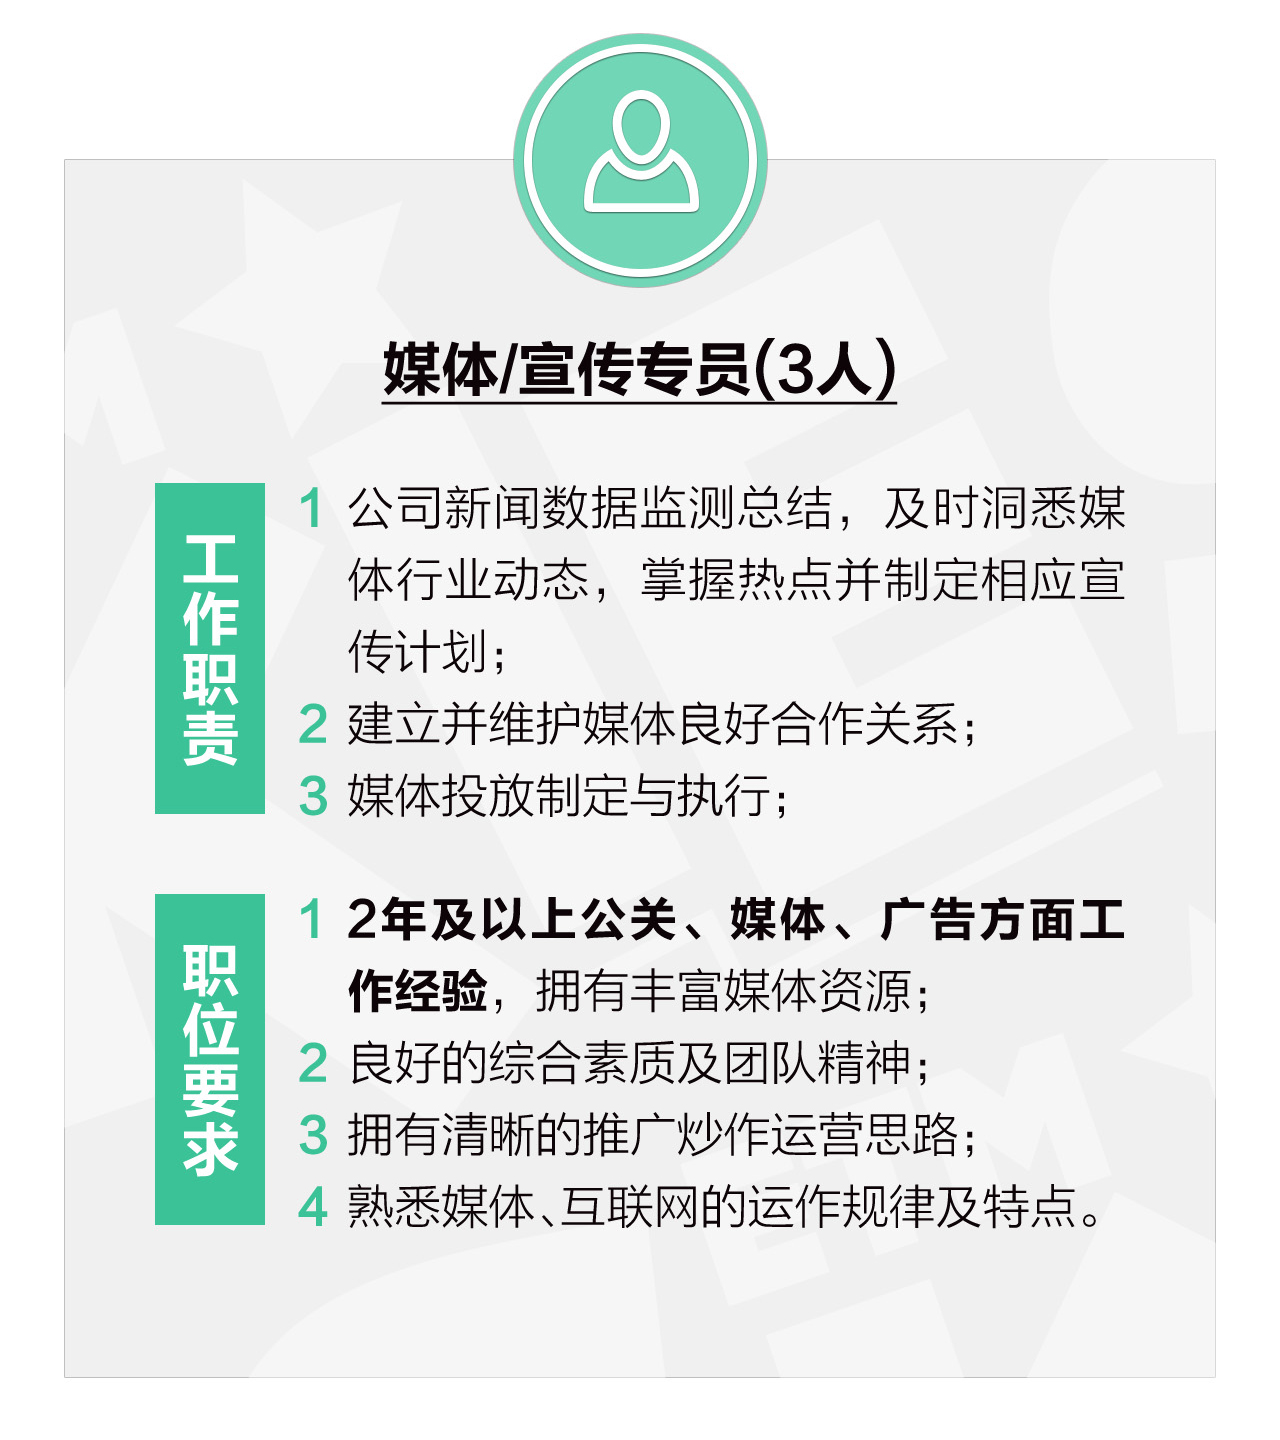 媒体/宣传专员(3人)
工作职责
1 公司新闻数据监测总结，及时洞悉媒
体行业动态，掌握热点并制定相应宣
传计划；
2 建立并维护媒体良好合作关系；
3 媒体投放制定与执行；
职位要求
1 2年及以上公关、媒体、广告方面工
作经验，拥有丰富媒体资源；
2 良好的综合素质及团队精神；
3 拥有清晰的推广炒作运营思路；
4 熟悉媒体、互联网的运作规律及特点。
ETM